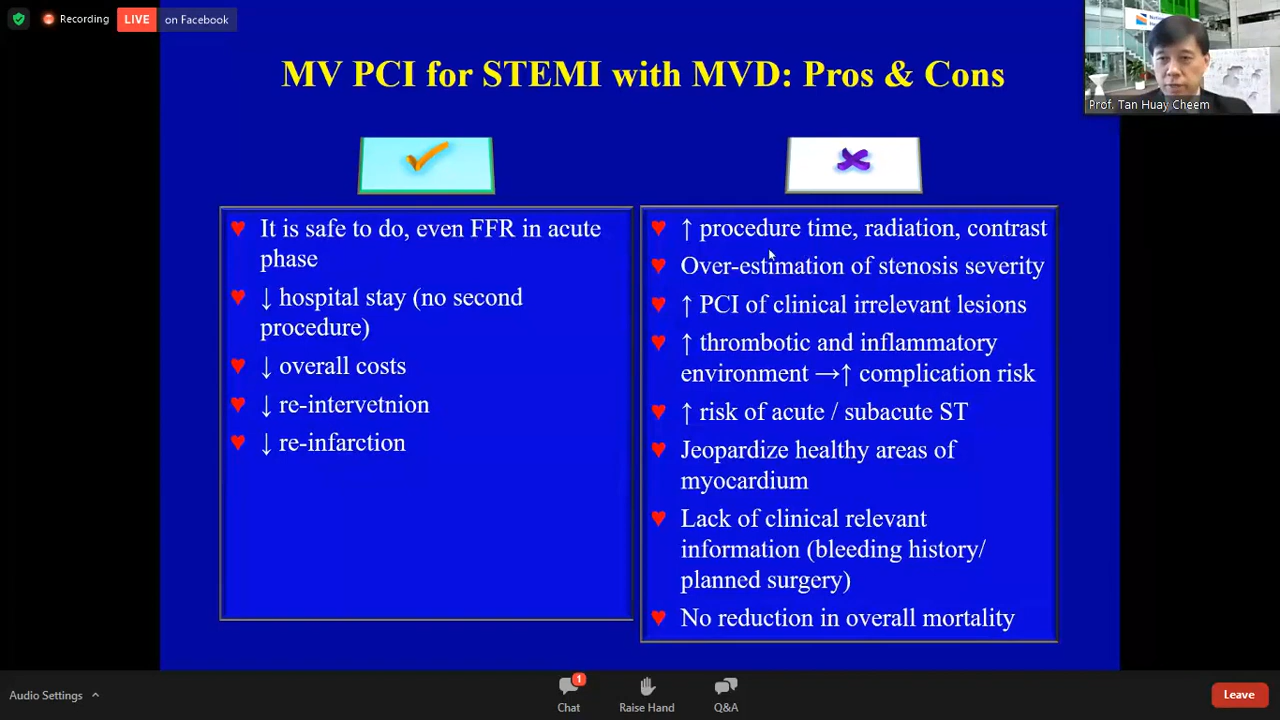 Recording
LIVE
on Facebook
MV PCI for STEMI with MVD: Pros & Cons
Prof. Tan Huay Cheem
It is safe to do, even FFR in acute
phase
↓ hospital stay (no second
procedure)
↓ overall costs
↓ re-intervetnion
↓ re-infarction
↑ procedure time, radiation, contrast
Over-estimation of stenosis severity
↑ PCI of clinical irrelevant lesions
↑ thrombotic and inflammatory
environment →↑ complication risk
↑ risk of acute / subacute ST
Jeopardize healthy areas of
myocardium
Lack of clinical relevant
information (bleeding history/
planned surgery)
No reduction in overall mortality
Audio Settings
1
Chat
Raise Hand
Q&A
Leave